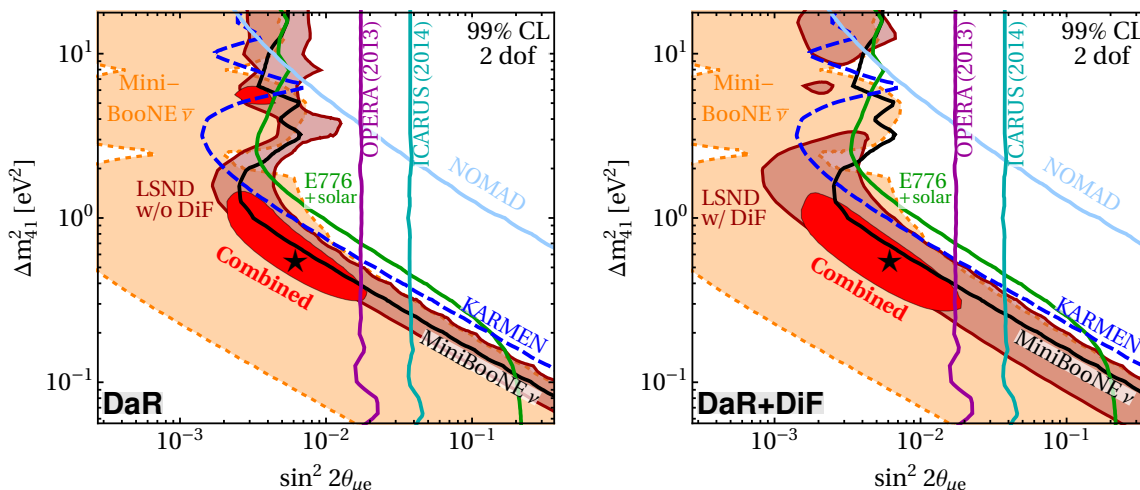 99% CL
2 dof
Mini–
BooNE ν̅
OPERA (2013)
ICARUS (2014)
NOMAD
LSND
w/o DiF
E776
+ solar
Combined
KARMEN
MiniBooNE ν
DaR
Δm²₄₁ [eV²]
10¹
10⁰
10⁻¹
10⁻³
10⁻²
10⁻¹
sin² 2θμe
99% CL
2 dof
Mini–
BooNE ν̅
OPERA (2013)
ICARUS (2014)
NOMAD
LSND
w/ DiF
E776
+ solar
Combined
KARMEN
MiniBooNE ν
DaR+DiF
Δm²₄₁ [eV²]
10¹
10⁰
10⁻¹
10⁻³
10⁻²
10⁻¹
sin² 2θμe